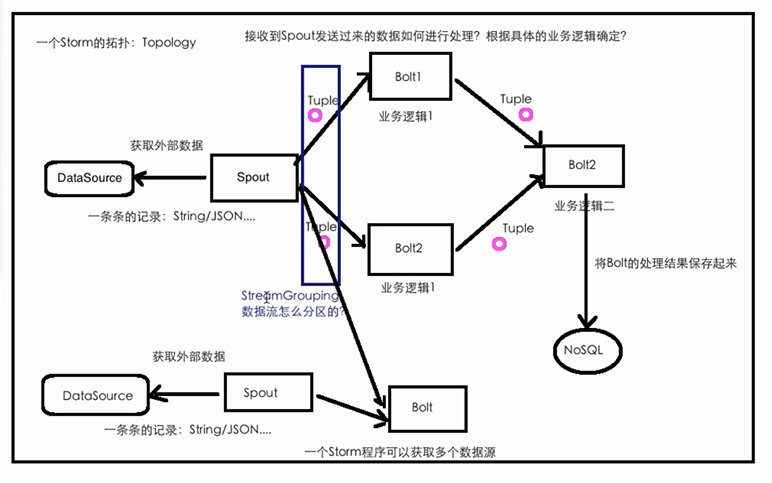 一个Storm的拓扑：Topology
接收到Spout发送过来的数据如何进行处理？根据具体的业务逻辑确定？
Tuple
Bolt1
业务逻辑1
Tuple
获取外部数据
DataSource
Spout
一条条的记录：String/JSON....
Bolt2
业务逻辑二
Tuple
Bolt2
业务逻辑1
Tuple
将Bolt的处理结果保存起来
StreamGrouping
数据流怎么分区的?
NoSQL
获取外部数据
DataSource
Spout
Bolt
一条条的记录：String/JSON....
一个Storm程序可以获取多个数据源